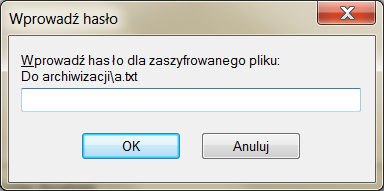 Wprowadź hasło
Wprowadź hasło dla zaszyfrowanego pliku:
Do archiwizacji\a.txt
OK
Anuluj